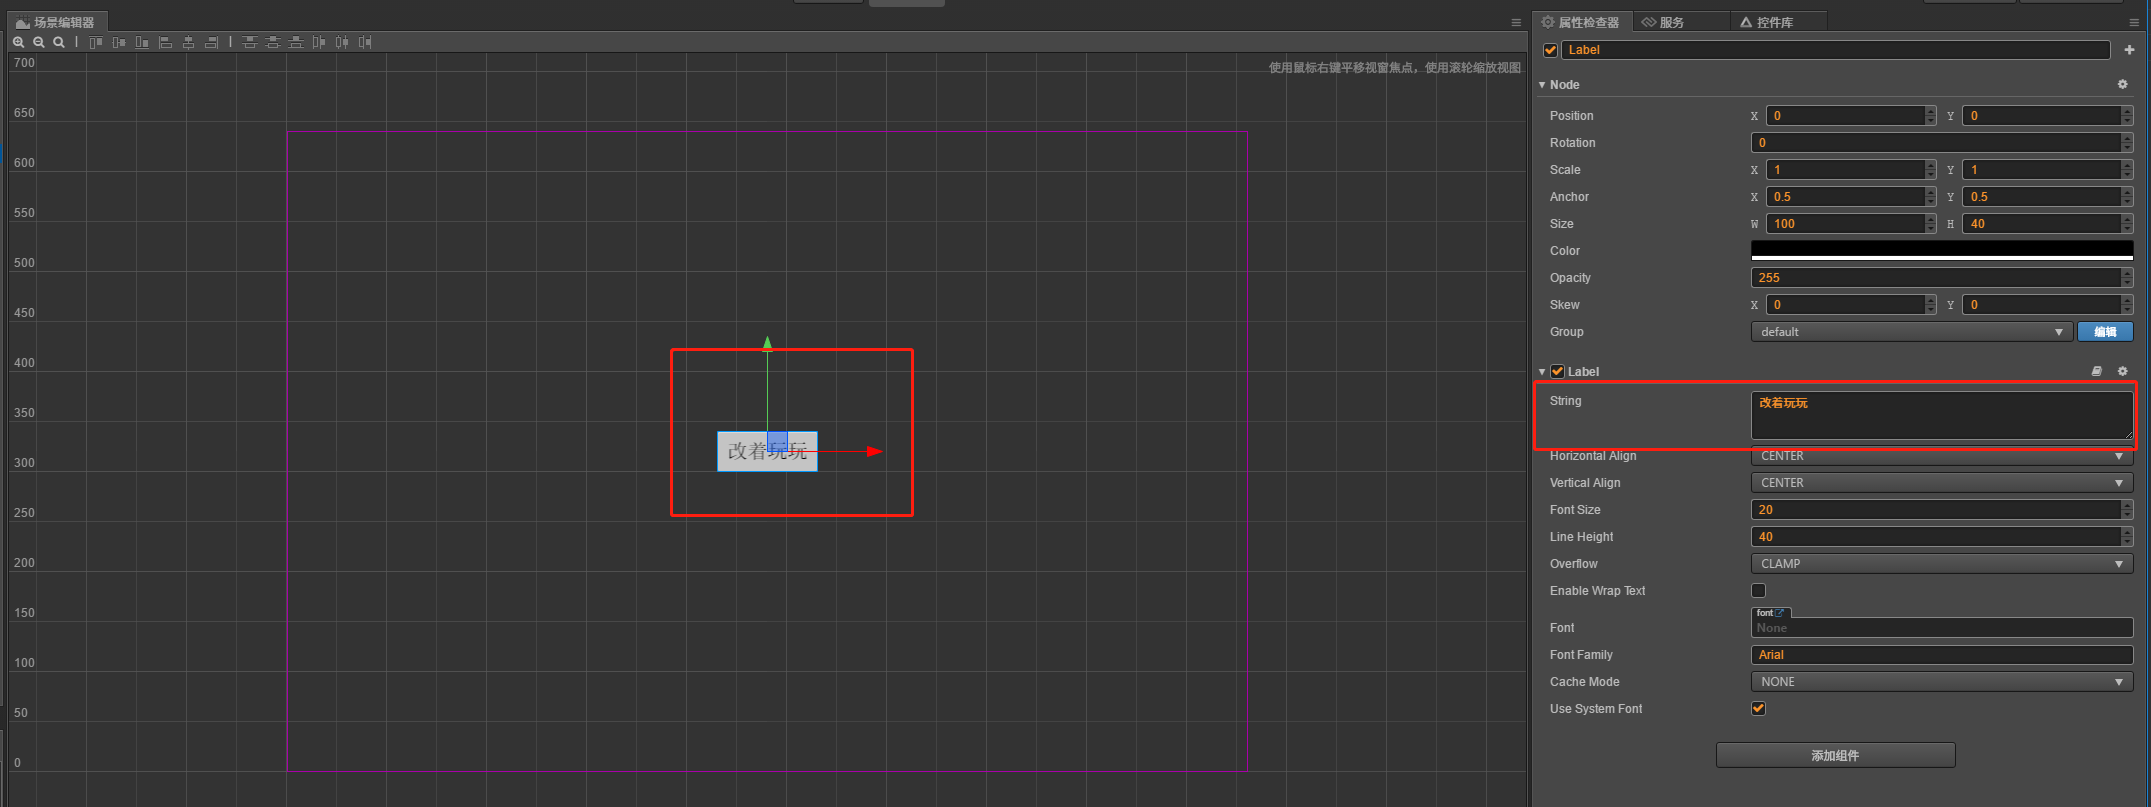 场景编辑器
使用鼠标右键平移视窗焦点，使用滚轮缩放视图
700
650
600
550
500
450
400
350
300
250
200
150
100
50
0
改着玩玩
属性检查器 服务 控件库
Label
Node
Position X 0 Y 0
Rotation 0
Scale X 1 Y 1
Anchor X 0.5 Y 0.5
Size W 100 H 40
Color
Opacity 255
Skew X 0 Y 0
Group default 编辑
Label
String 改着玩玩
Horizontal Align CENTER
Vertical Align CENTER
Font Size 20
Line Height 40
Overflow CLAMP
Enable Wrap Text
font
Font None
Font Family Arial
Cache Mode NONE
Use System Font
添加组件